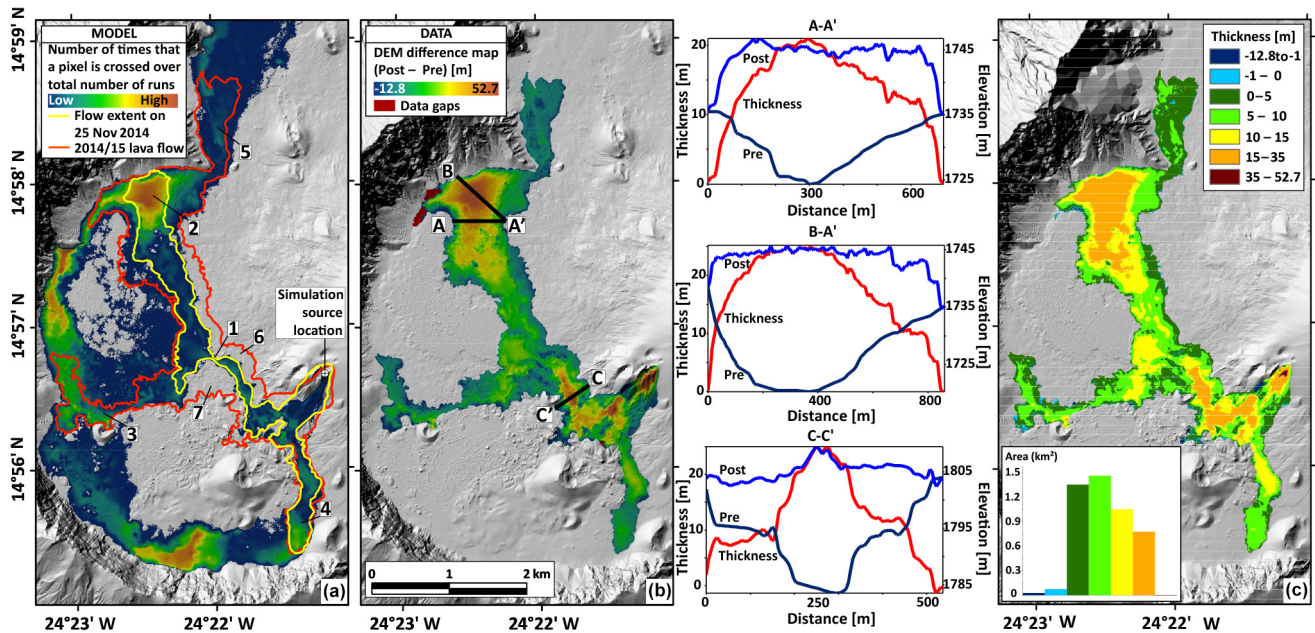 14°59' N
14°58' N
14°57' N
14°56' N
MODEL
Number of times that
a pixel is crossed over
total number of runs
Low High
Flow extent on
25 Nov 2014
2014/15 lava flow
5
2
1
6
Simulation
source
location
7
3
4
(a)
24°23' W
24°22' W
DATA
DEM difference map
(Post – Pre) [m]
-12.8 52.7
Data gaps
B
A
A'
C
C'
0 1 2 km
(b)
24°23' W
24°22' W
A-A'
Thickness [m]
20
10
0
Post
Thickness
Pre
1745
1735
1725
Elevation [m]
0 300 600
Distance [m]
B-A'
Thickness [m]
20
10
0
Post
Thickness
Pre
1745
1735
1725
Elevation [m]
0 400 800
Distance [m]
C-C'
Thickness [m]
20
10
0
Post
Pre
Thickness
1805
1795
1785
Elevation [m]
0 250 500
Distance [m]
Thickness [m]
-12.8to-1
-1 – 0
0–5
5 – 10
10 – 15
15 –35
35 – 52.7
Area (km²)
1.5
1.2
0.9
0.6
0.3
0
(c)
24°23' W
24°22' W